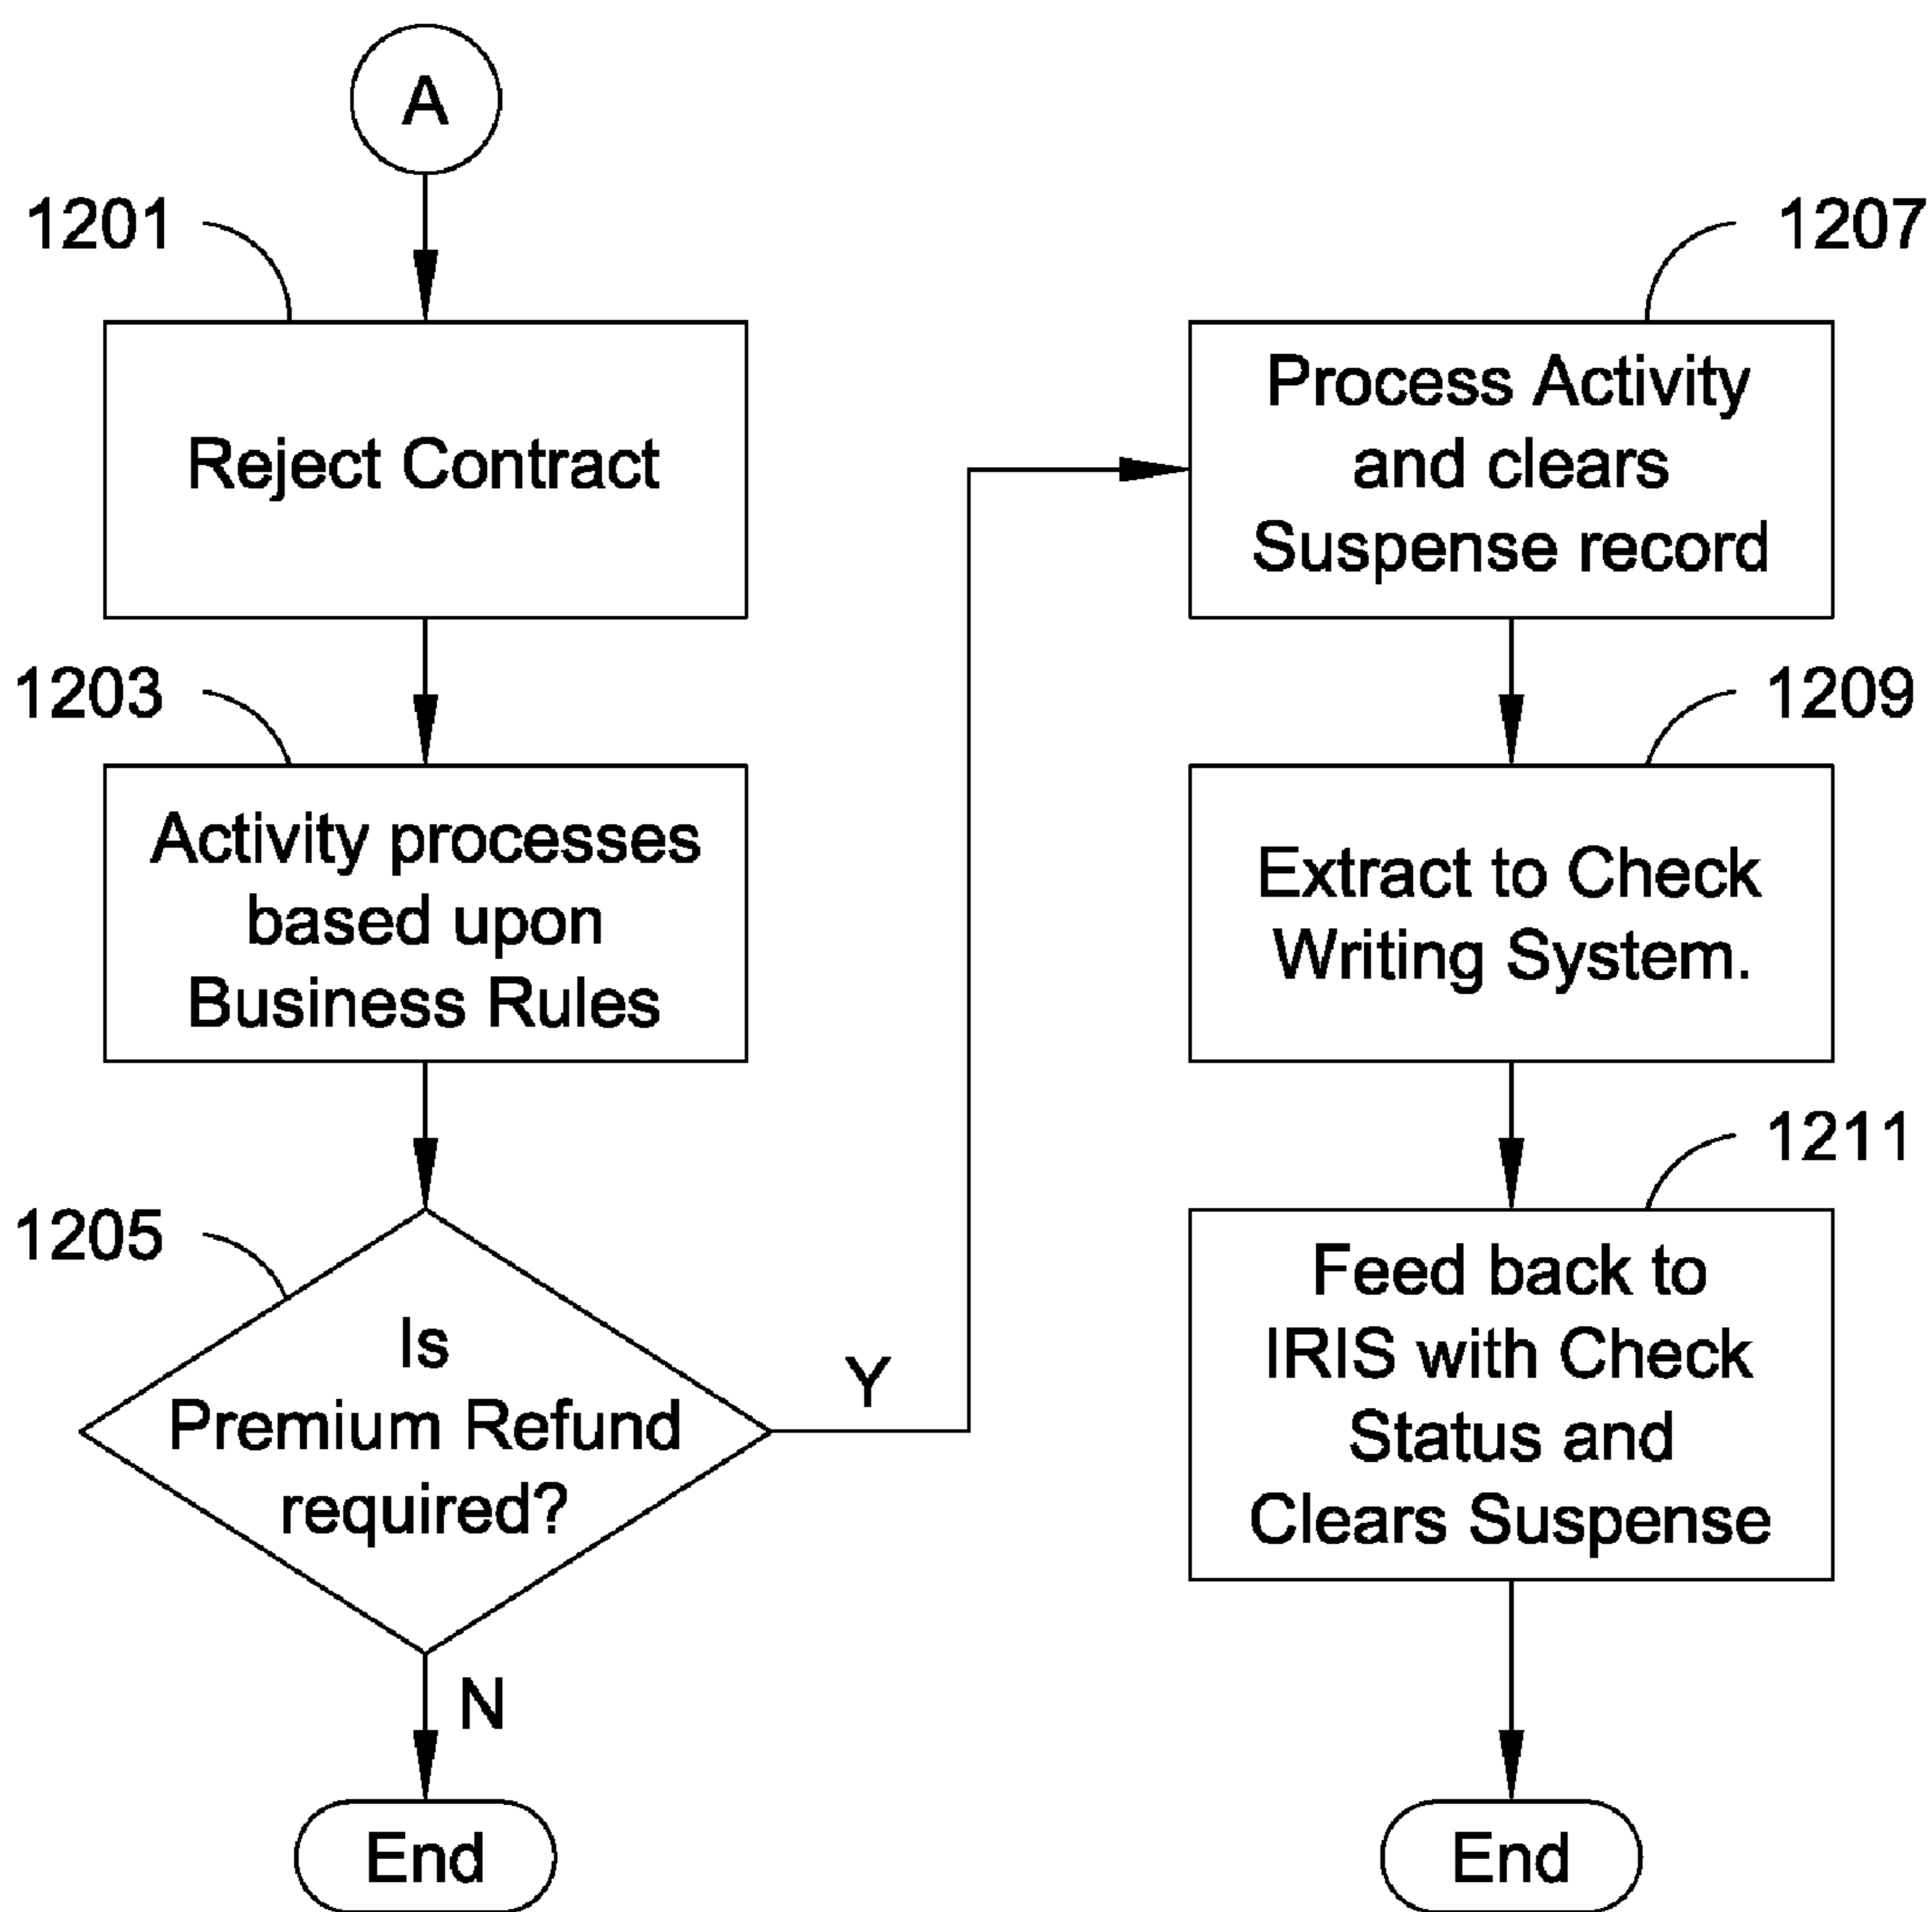 A
1201
Reject Contract
1203
Activity processes
based upon
Business Rules
1205
Is
Premium Refund
required?
Y
N
End
1207
Process Activity
and clears
Suspense record
1209
Extract to Check
Writing System.
1211
Feed back to
IRIS with Check
Status and
Clears Suspense
End